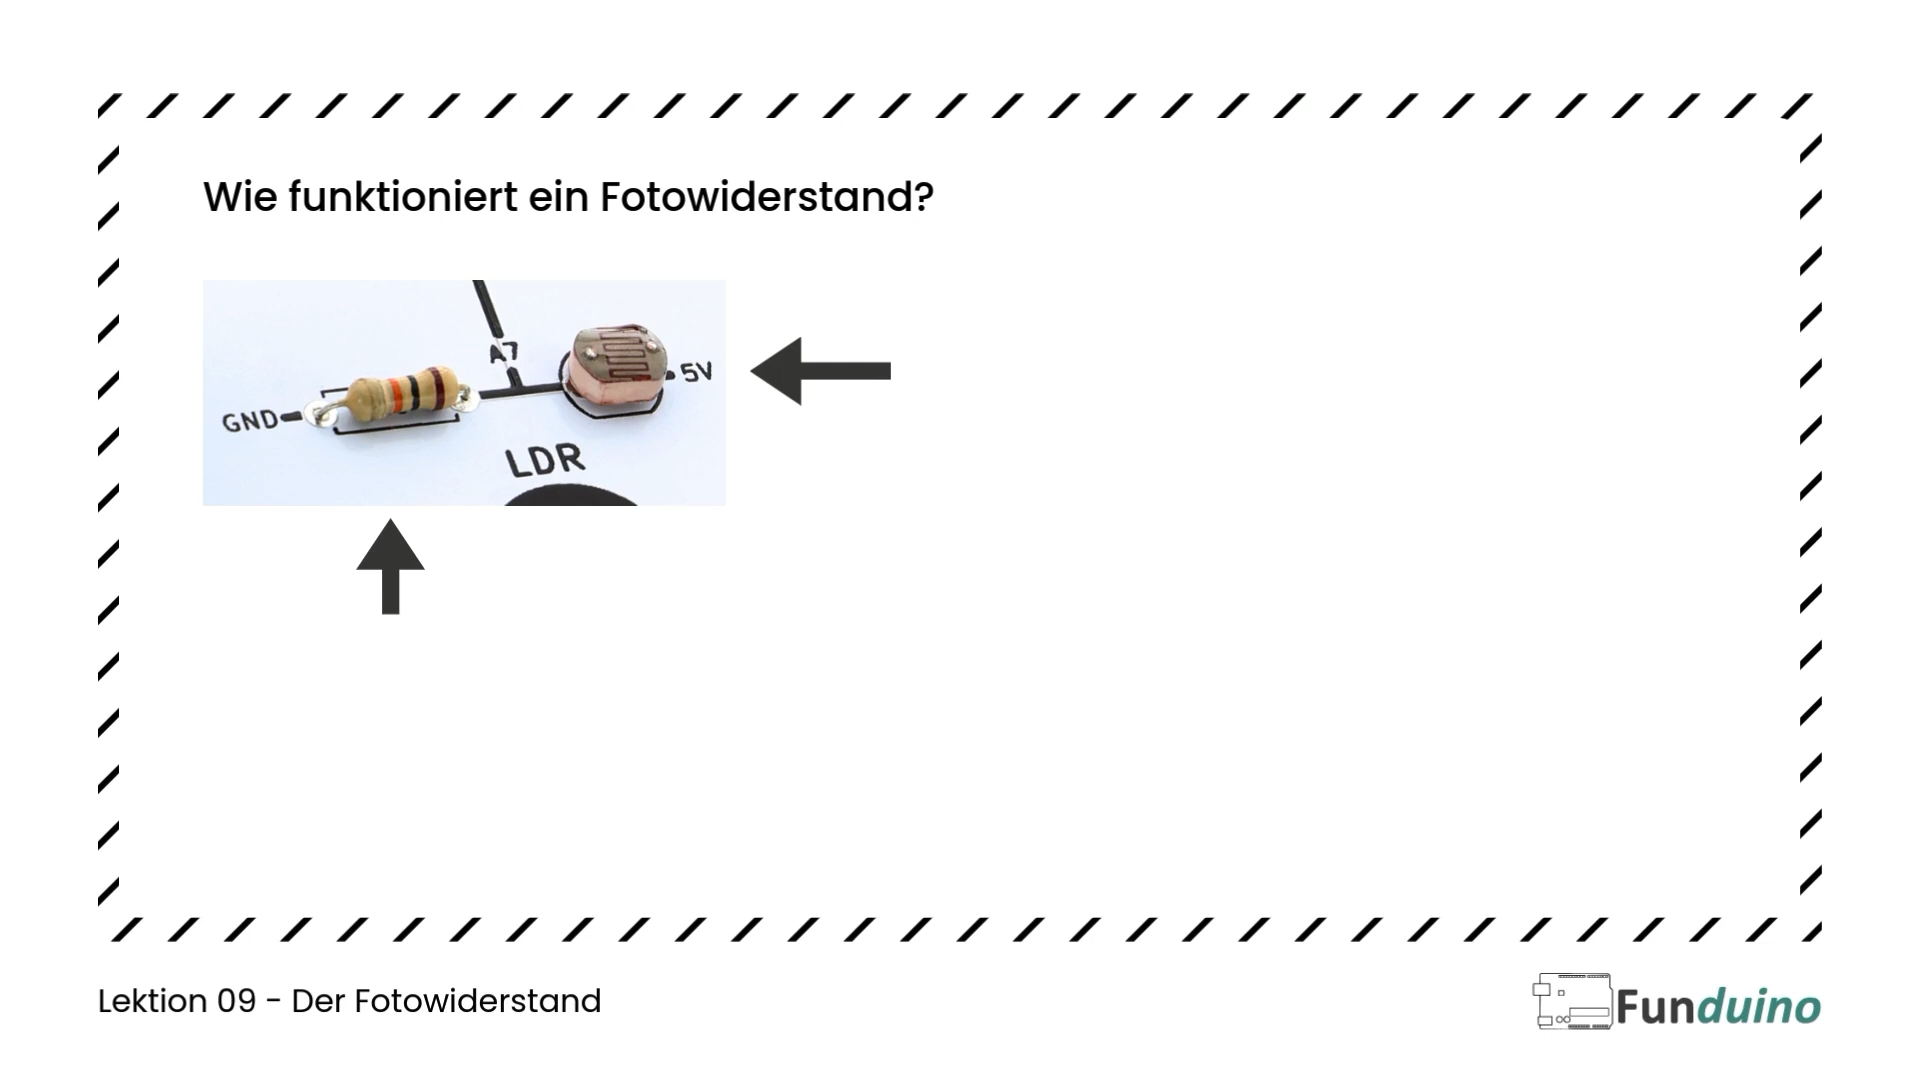 Wie funktioniert ein Fotowiderstand?
A7
5V
GND
LDR
Lektion 09 - Der Fotowiderstand
Funduino